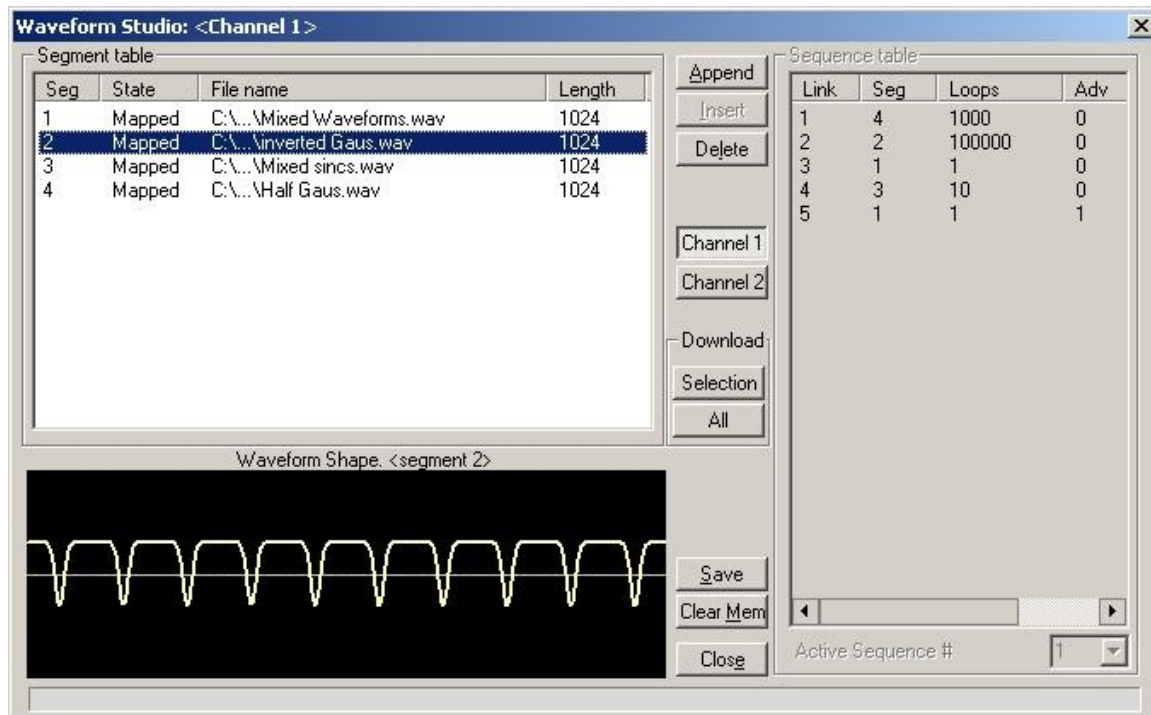 Waveform Studio: <Channel 1>
Segment table
Seg State File name Length
1 Mapped C:\...\Mixed Waveforms.wav 1024
2 Mapped C:\...\inverted Gaus.wav 1024
3 Mapped C:\...\Mixed sincs.wav 1024
4 Mapped C:\...\Half Gaus.wav 1024
Append
Insert
Delete
Channel 1
Channel 2
Download
Selection
All
Sequence table
Link Seg Loops Adv
1 4 1000 0
2 2 100000 0
3 1 1 0
4 3 10 0
5 1 1 1
Waveform Shape. <segment 2>
Save
Clear Mem
Close
Active Sequence # 1